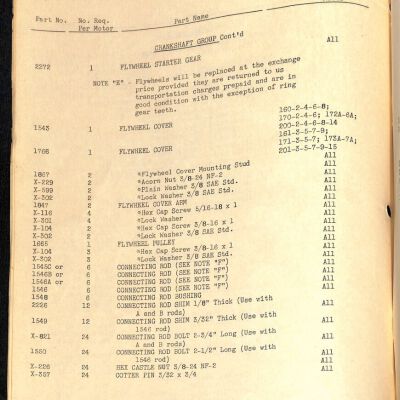 Part No. No. Req. Part Name
Per Motor
CRANKSHAFT GROUP Cont'd All
2272 1 FLYWHEEL STARTER GEAR
NOTE "E" - Flywheels will be replaced at the exchange
price provided they are returned to us
transportation charges prepaid and are in
good condition with the exception of ring
gear teeth.
160-2-4-6-8;
170-2-4-6; 172A-6A;
1543 1 FLYWHEEL COVER 200-2-4-6-8-14
161-3-5-7-9;
171-3-5-7; 173A-7A;
1766 1 FLYWHEEL COVER 201-3-5-7-9-15
All
1867 2 *Flywheel Cover Mounting Stud All
X-229 2 *Acorn Nut 3/8-24 NF-2 All
X-599 2 *Plain Washer 3/8 SAE Std. All
X-302 2 *Lock Washer 3/8 SAE Std. All
1847 2 FLYWHEEL COVER ARM All
X-116 4 *Hex Cap Screw 5/16-18 x 1 All
X-301 4 *Lock Washer All
X-104 2 *Hex Cap Screw 3/8-16 x 1 All
X-302 2 *Lock Washer 3/8 SAE Std. All
1665 1 FLYWHEEL PULLEY All
X-104 3 *Hex Cap Screw 3/8-16 x 1 All
X-302 3 *Lock Washer 3/8 SAE Std. All
1545C or 6 CONNECTING ROD (SEE NOTE "F") All
1546B or 6 CONNECTING ROD (SEE NOTE "F") All
1546A or 6 CONNECTING ROD (SEE NOTE "F") All
1546 6 CONNECTING ROD (SEE NOTE "F") All
1548 6 CONNECTING ROD BUSHING All
2226 12 CONNECTING ROD SHIM 1/8" Thick (Use with
A and B rods) All
1549 12 CONNECTING ROD SHIM 3/32" Thick (Use with
1546 rod) All
X-821 24 CONNECTING ROD BOLT 2-3/4" Long (Use with
A and B rods) All
1550 24 CONNECTING ROD BOLT 2-1/2" Long (Use with
1546 rod) All
X-226 24 HEX CASTLE NUT 3/8-24 NF-2 All
X-357 24 COTTER PIN 3/32 x 3/4 All